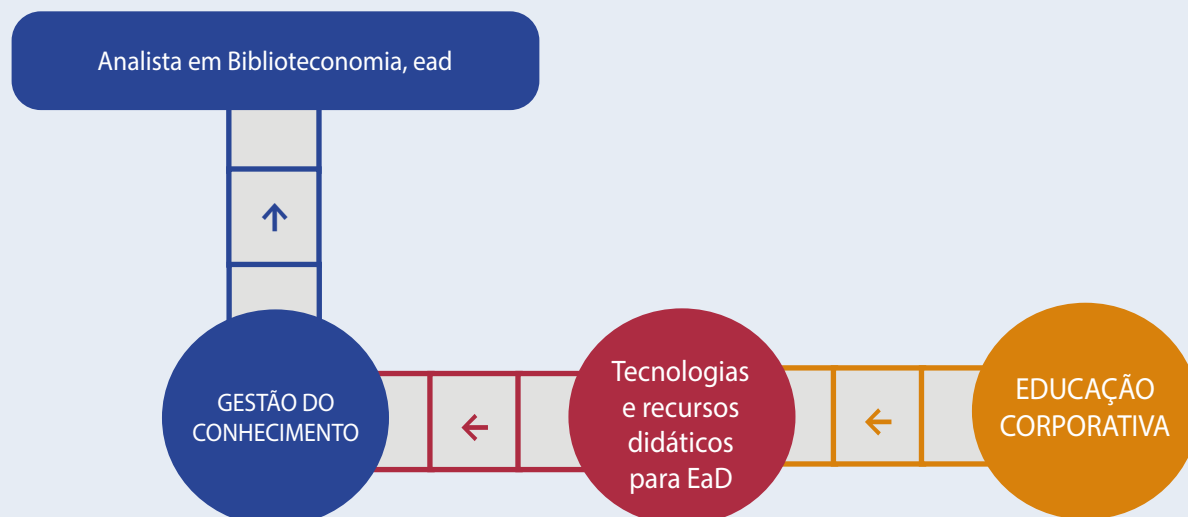 Analista em Biblioteconomia, ead
GESTÃO DO
CONHECIMENTO
Tecnologias
e recursos
didáticos
para EaD
EDUCAÇÃO
CORPORATIVA